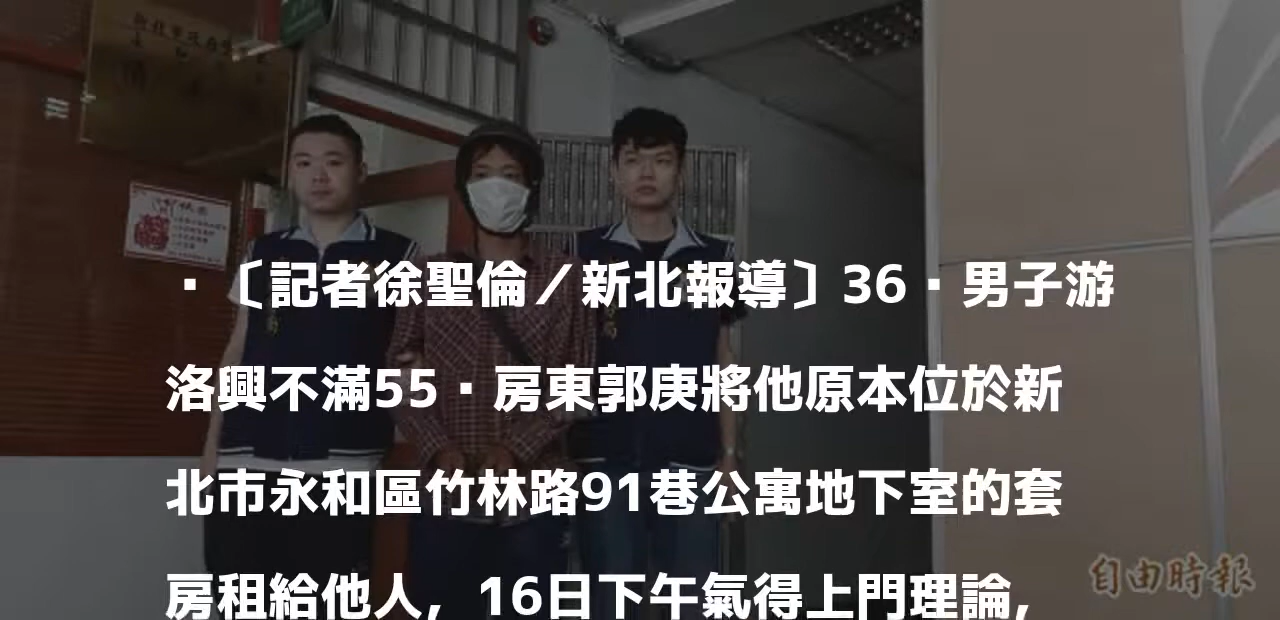 ▪〔記者徐聖倫／新北報導〕36▪男子游
洛興不滿55▪房東郭庚將他原本位於新
北市永和區竹林路91巷公寓地下室的套
房租給他人，16日下午氣得上門理論，
自由時報